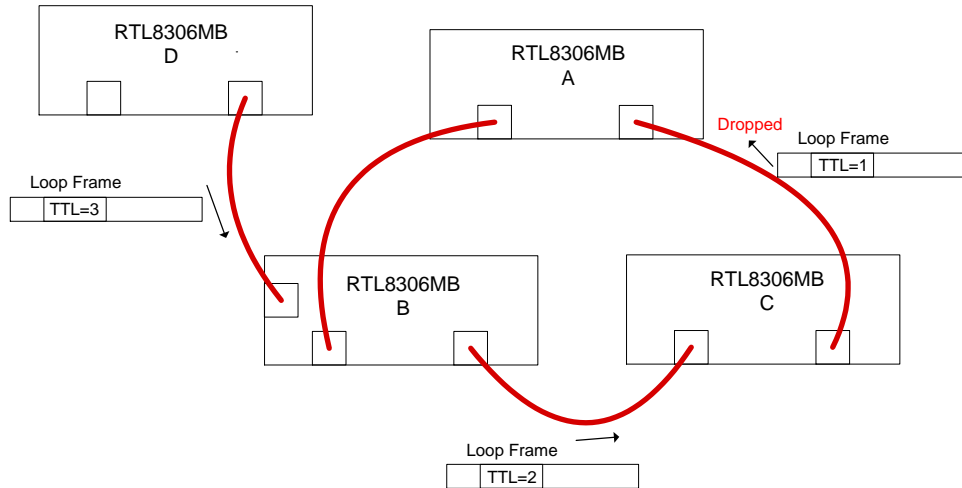 RTL8306MB
D
RTL8306MB
A
Dropped
Loop Frame
TTL=1
Loop Frame
TTL=3
RTL8306MB
B
RTL8306MB
C
Loop Frame
TTL=2